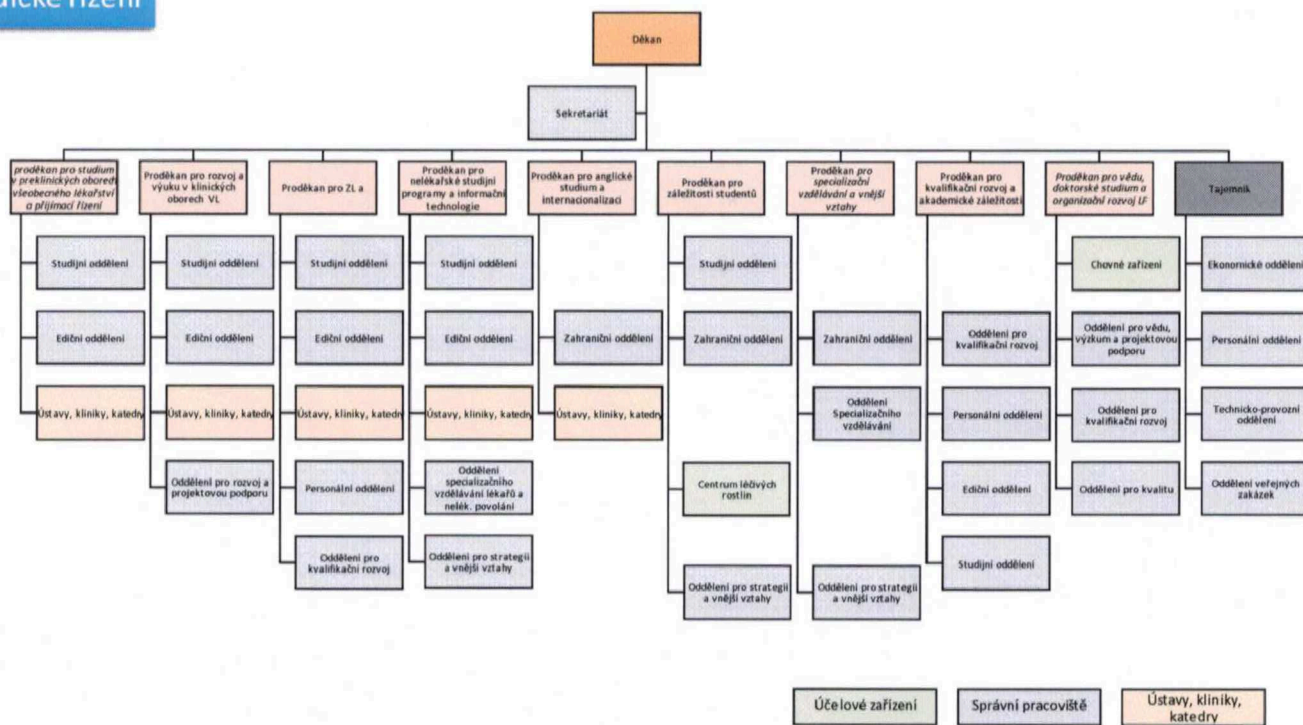 řízení
Děkan
Sekretariát
proděkan pro studium
v preklinických oborech
všeobecného lékařství
a přijímací řízení
Proděkan pro rozvoj a
výuku v klinických
oborech VL
Proděkan pro ZL a
Proděkan pro
nelékařské studijní
programy a informační
technologie
Proděkan pro anglické
studium a
internacionalizaci
Proděkan pro
záležitosti studentů
Proděkan pro
specializační
vzdělávání a vnější
vztahy
Proděkan pro
kvalifikační rozvoj a
akademické záležitosti
Proděkan pro vědu,
doktorské studium a
organizační rozvoj LF
Tajemník
Studijní oddělení
Studijní oddělení
Studijní oddělení
Studijní oddělení
Studijní oddělení
Chovné zařízení
Ekonomické oddělení
Ediční oddělení
Ediční oddělení
Ediční oddělení
Ediční oddělení
Zahraniční oddělení
Zahraniční oddělení
Zahraniční oddělení
Oddělení pro
kvalifikační rozvoj
Oddělení pro vědu,
výzkum a projektovou
podporu
Personální oddělení
Ústavy, kliniky, katedry
Ústavy, kliniky, katedry
Ústavy, kliniky, katedry
Ústavy, kliniky, katedry
Ústavy, kliniky, katedry
Oddělení
Specializačního
vzdělávání
Personální oddělení
Oddělení pro
kvalifikační rozvoj
Technicko-provozní
oddělení
Oddělení pro rozvoj a
projektovou podporu
Personální oddělení
Oddělení
specializačního
vzdělávání lékařů a
nelék. povolání
Centrum léčivých
rostlin
Ediční oddělení
Oddělení pro kvalitu
Oddělení veřejných
zakázek
Oddělení pro
kvalifikační rozvoj
Oddělení pro strategii
a vnější vztahy
Oddělení pro strategii
a vnější vztahy
Oddělení pro strategii
a vnější vztahy
Studijní oddělení
Účelové zařízení
Správní pracoviště
Ústavy, kliniky,
katedry